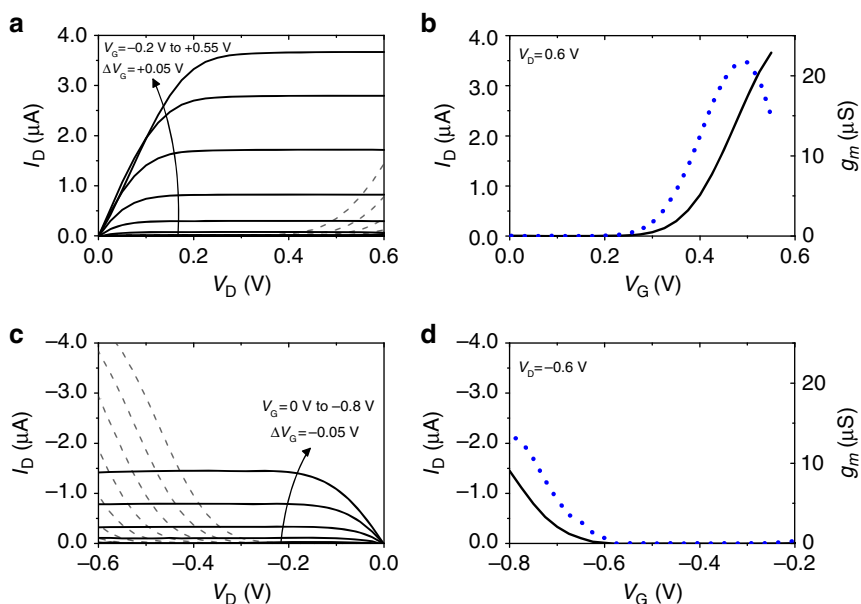 a
V_G=−0.2 V to +0.55 V
ΔV_G=+0.05 V
4.0
3.0
2.0
1.0
0.0
I_D (μA)
0.0 0.2 0.4 0.6
V_D (V)
b
V_D=0.6 V
4.0
3.0
2.0
1.0
0.0
I_D (μA)
20
10
0
g_m (μS)
0.0 0.2 0.4 0.6
V_G (V)
c
V_G=0 V to −0.8 V
ΔV_G=−0.05 V
−4.0
−3.0
−2.0
−1.0
0.0
I_D (μA)
−0.6 −0.4 −0.2 0.0
V_D (V)
d
V_D=−0.6 V
−4.0
−3.0
−2.0
−1.0
0.0
I_D (μA)
20
10
0
g_m (μS)
−0.8 −0.6 −0.4 −0.2
V_G (V)